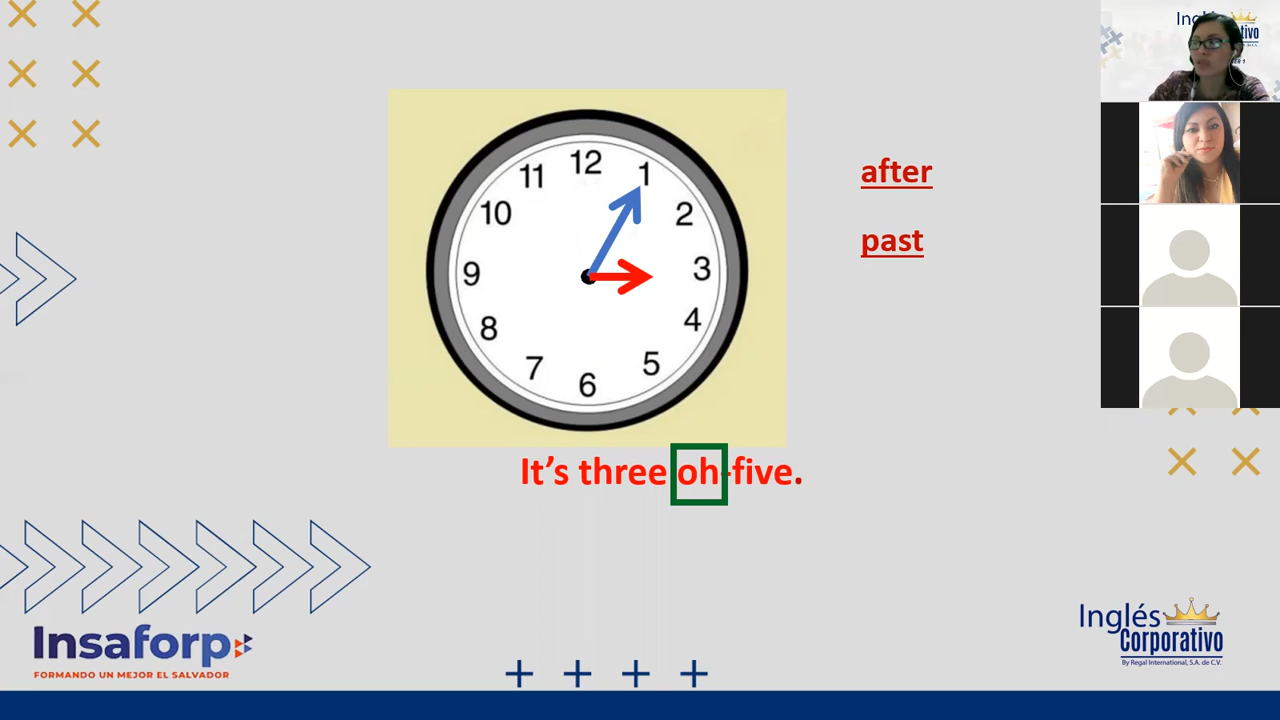 12
11
1
10
2
9
3
8
4
7
5
6
after
past
It's three oh-five.
Insaforp
FORMANDO UN MEJOR EL SALVADOR
Inglés
Corporativo
By Regal International, S.A. de C.V.